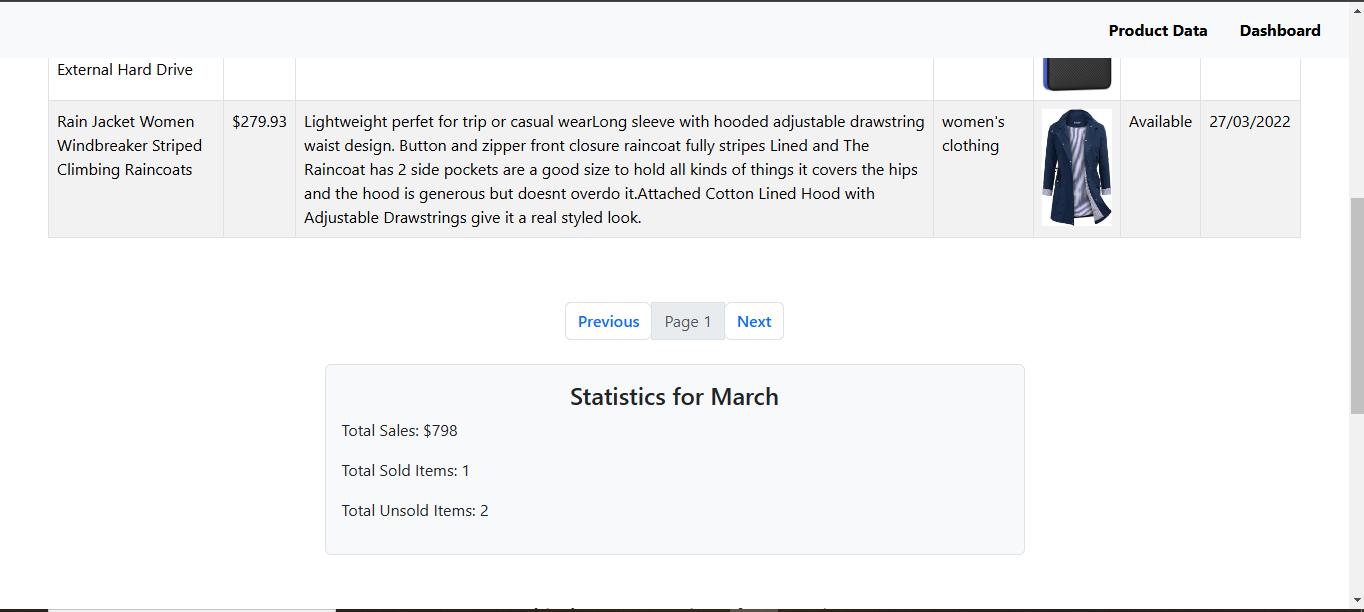 Product Data Dashboard
External Hard Drive
Rain Jacket Women $279.93 Lightweight perfet for trip or casual wearLong sleeve with hooded adjustable drawstring women's Available 27/03/2022
Windbreaker Striped waist design. Button and zipper front closure raincoat fully stripes Lined and The clothing
Climbing Raincoats Raincoat has 2 side pockets are a good size to hold all kinds of things it covers the hips
and the hood is generous but doesnt overdo it.Attached Cotton Lined Hood with
Adjustable Drawstrings give it a real styled look.
Previous Page 1 Next
Statistics for March
Total Sales: $798
Total Sold Items: 1
Total Unsold Items: 2